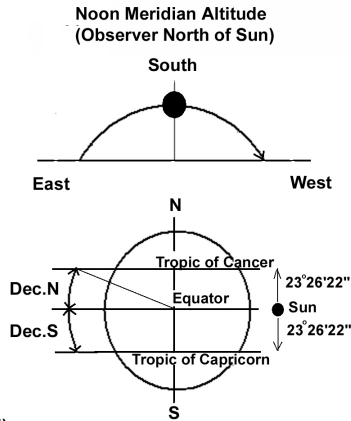 Noon Meridian Altitude
(Observer North of Sun)
South
East
West
N
Tropic of Cancer
23°26'22"
Dec.N
Equator
Sun
Dec.S
23°26'22"
Tropic of Capricorn
S